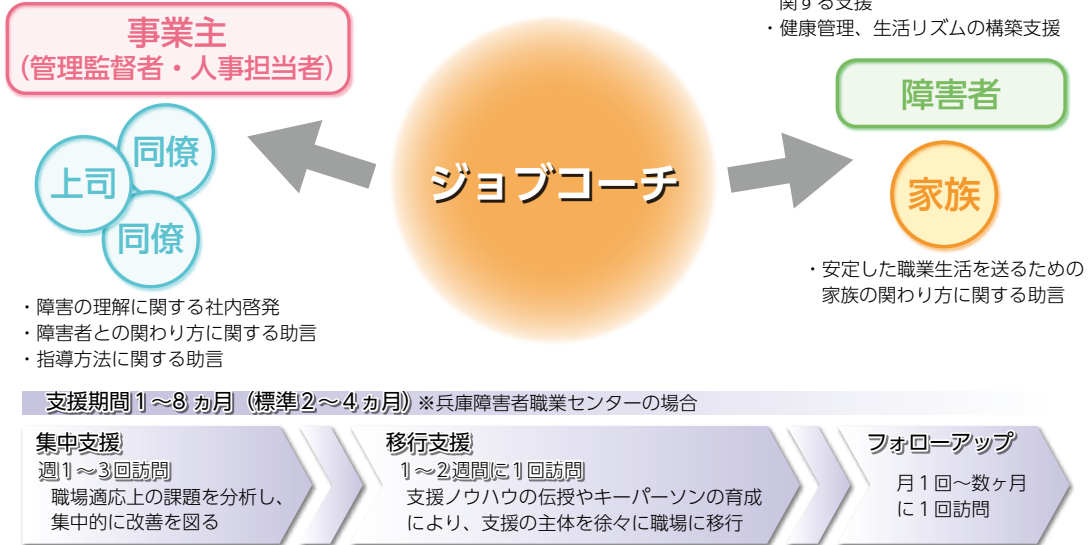 関する支援
・健康管理、生活リズムの構築支援
事業主
（管理監督者・人事担当者）
障害者
同僚
上司
同僚
ジョブコーチ
家族
・安定した職業生活を送るための
家族の関わり方に関する助言
・障害の理解に関する社内啓発
・障害者との関わり方に関する助言
・指導方法に関する助言
支援期間１～８ヵ月（標準２～４ヵ月）※兵庫障害者職業センターの場合
集中支援
週１～３回訪問
職場適応上の課題を分析し、
集中的に改善を図る
移行支援
１～２週間に１回訪問
支援ノウハウの伝授やキーパーソンの育成
により、支援の主体を徐々に職場に移行
フォローアップ
月１回～数ヶ月
に１回訪問